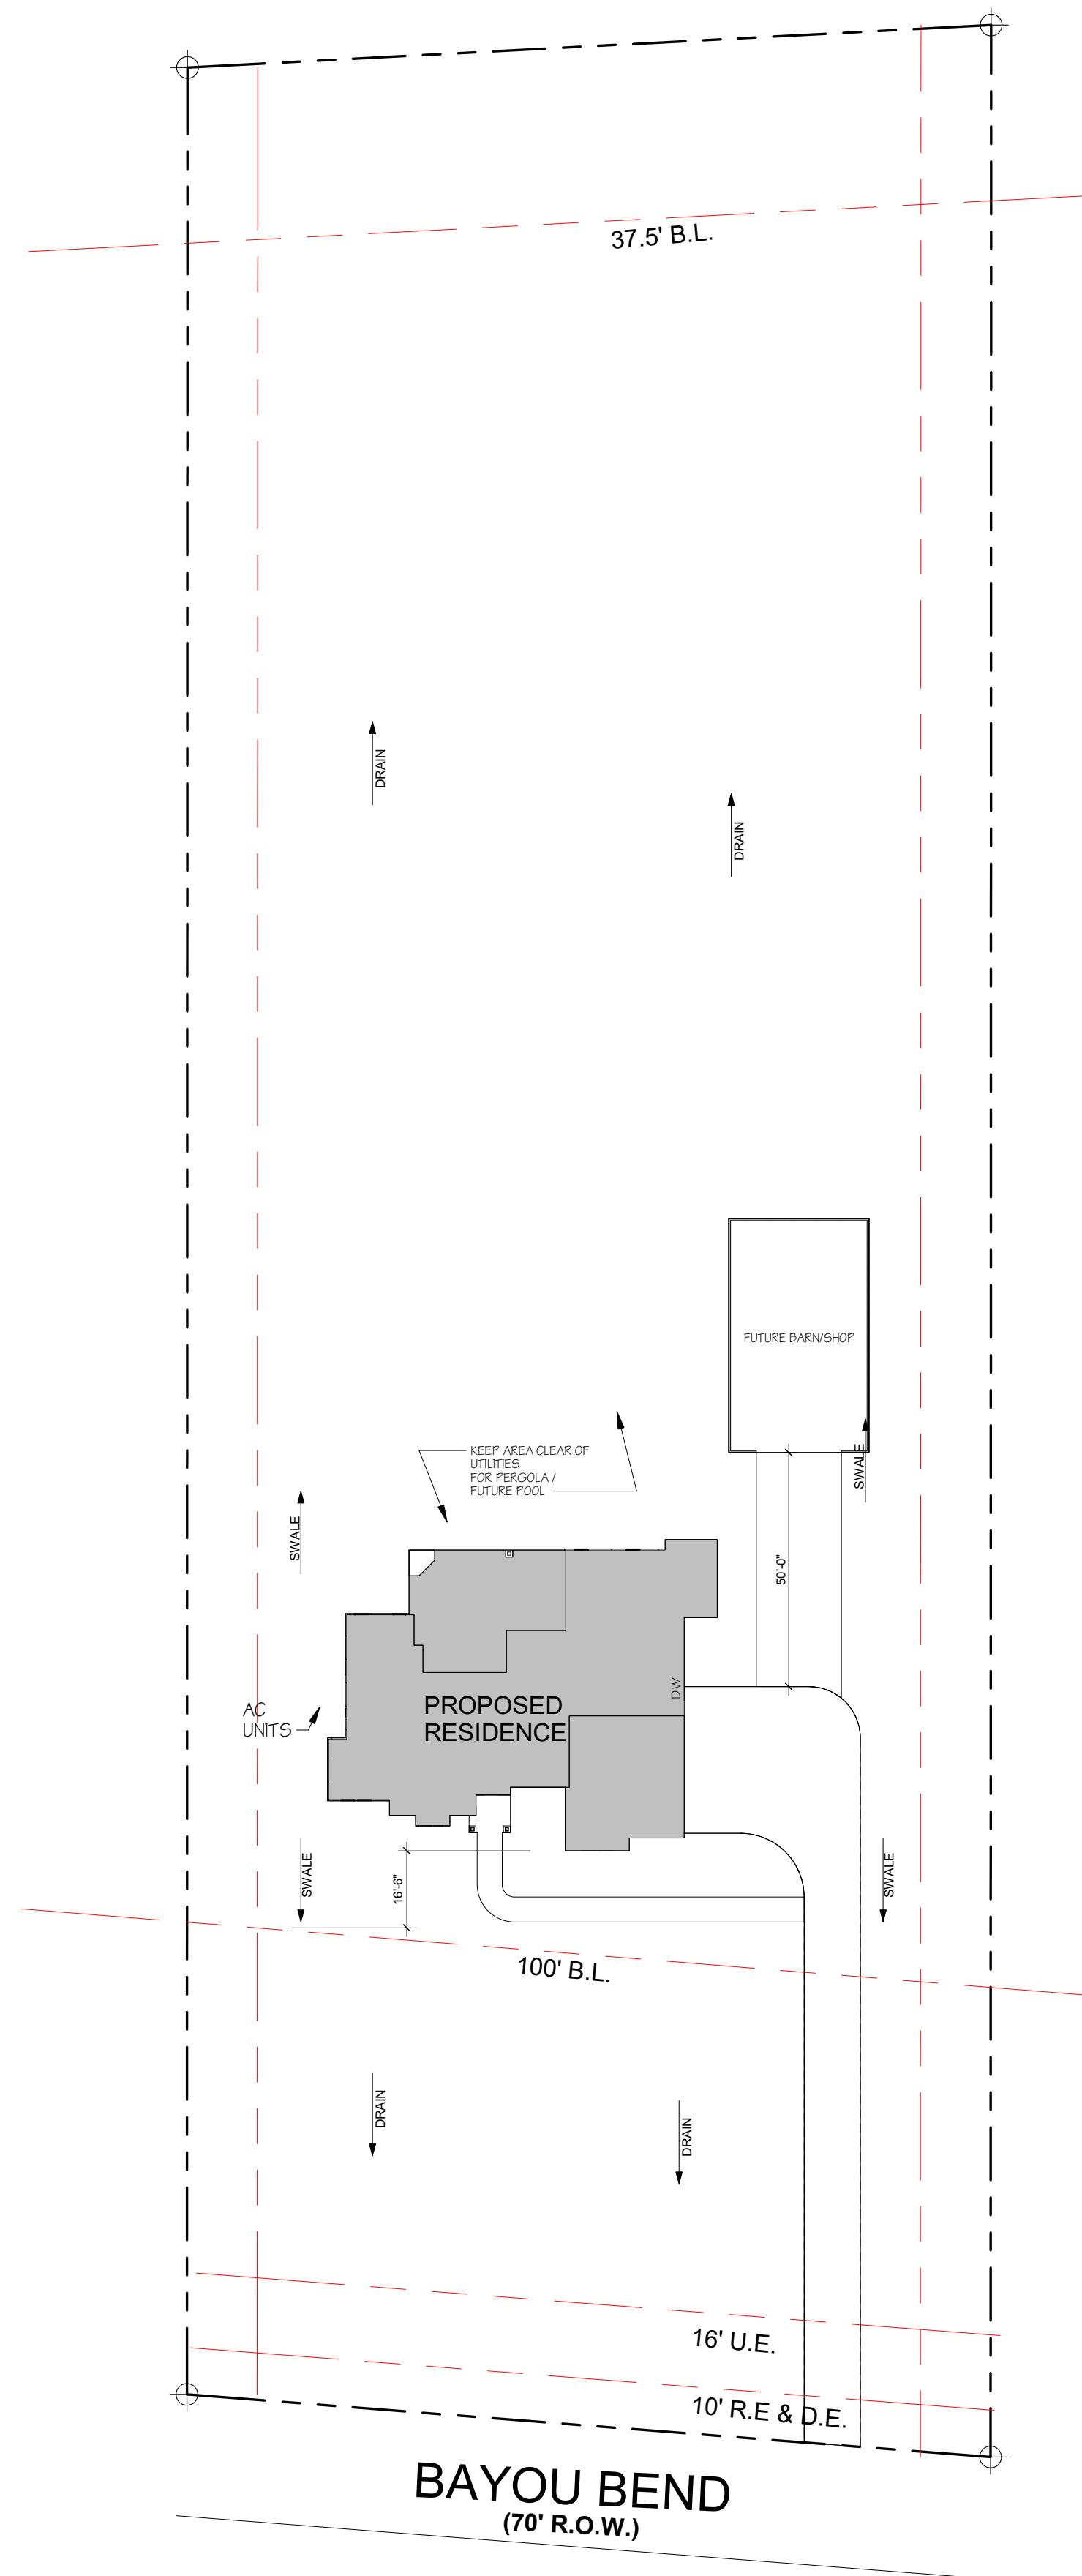 37.5' B.L.
DRAIN
DRAIN
FUTURE BARN/SHOP
KEEP AREA CLEAR OF
UTILITIES
FOR PERGOLA /
FUTURE POOL
SWALE
SWALE
50'-0"
DW
AC
UNITS
PROPOSED
RESIDENCE
SWALE
16'-6"
SWALE
100' B.L.
DRAIN
DRAIN
16' U.E.
10' R.E & D.E.
BAYOU BEND
(70' R.O.W.)